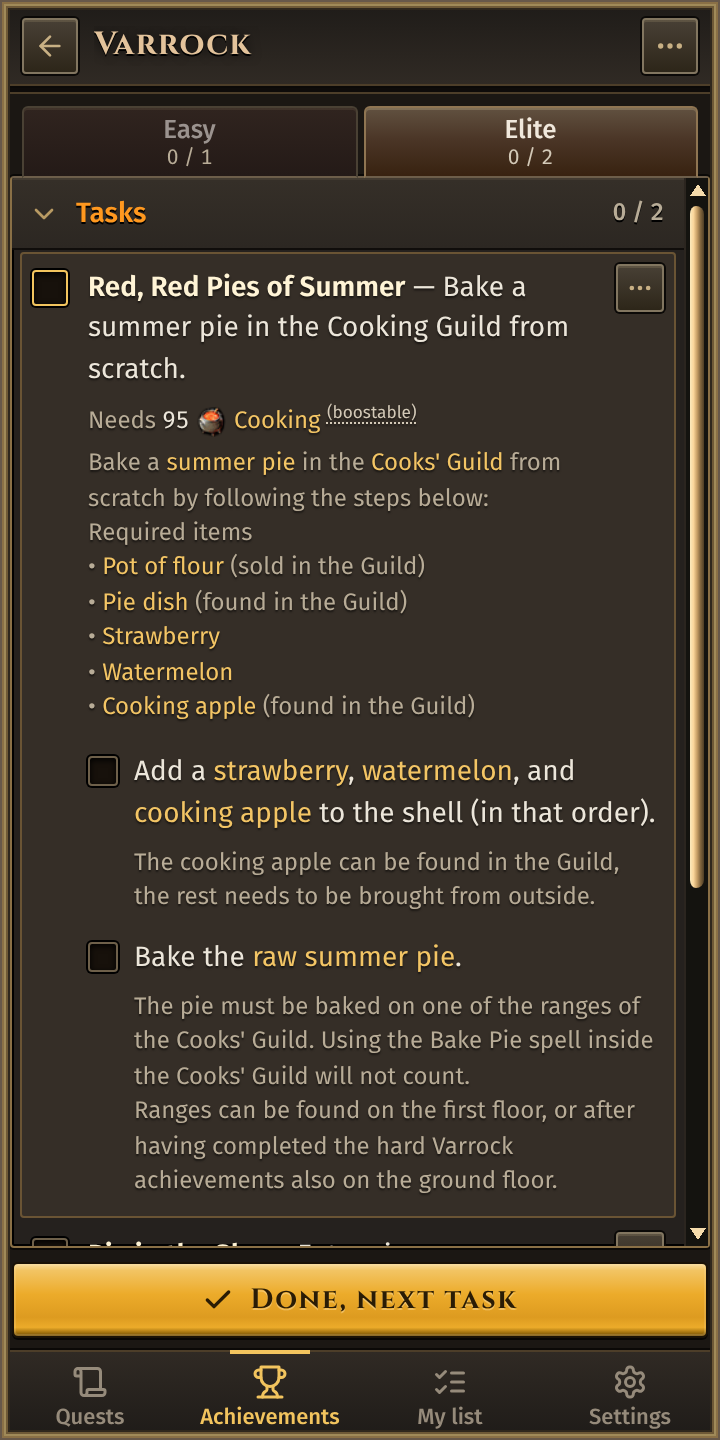 Varrock
Easy
0 / 1
Elite
0 / 2
Tasks
0 / 2
Red, Red Pies of Summer — Bake a
summer pie in the Cooking Guild from
scratch.
Needs 95 Cooking (boostable)
Bake a summer pie in the Cooks' Guild from
scratch by following the steps below:
Required items
• Pot of flour (sold in the Guild)
• Pie dish (found in the Guild)
• Strawberry
• Watermelon
• Cooking apple (found in the Guild)
Add a strawberry, watermelon, and
cooking apple to the shell (in that order).
The cooking apple can be found in the Guild,
the rest needs to be brought from outside.
Bake the raw summer pie.
The pie must be baked on one of the ranges of
the Cooks' Guild. Using the Bake Pie spell inside
the Cooks' Guild will not count.
Ranges can be found on the first floor, or after
having completed the hard Varrock
achievements also on the ground floor.
Done, next task
Quests
Achievements
My list
Settings